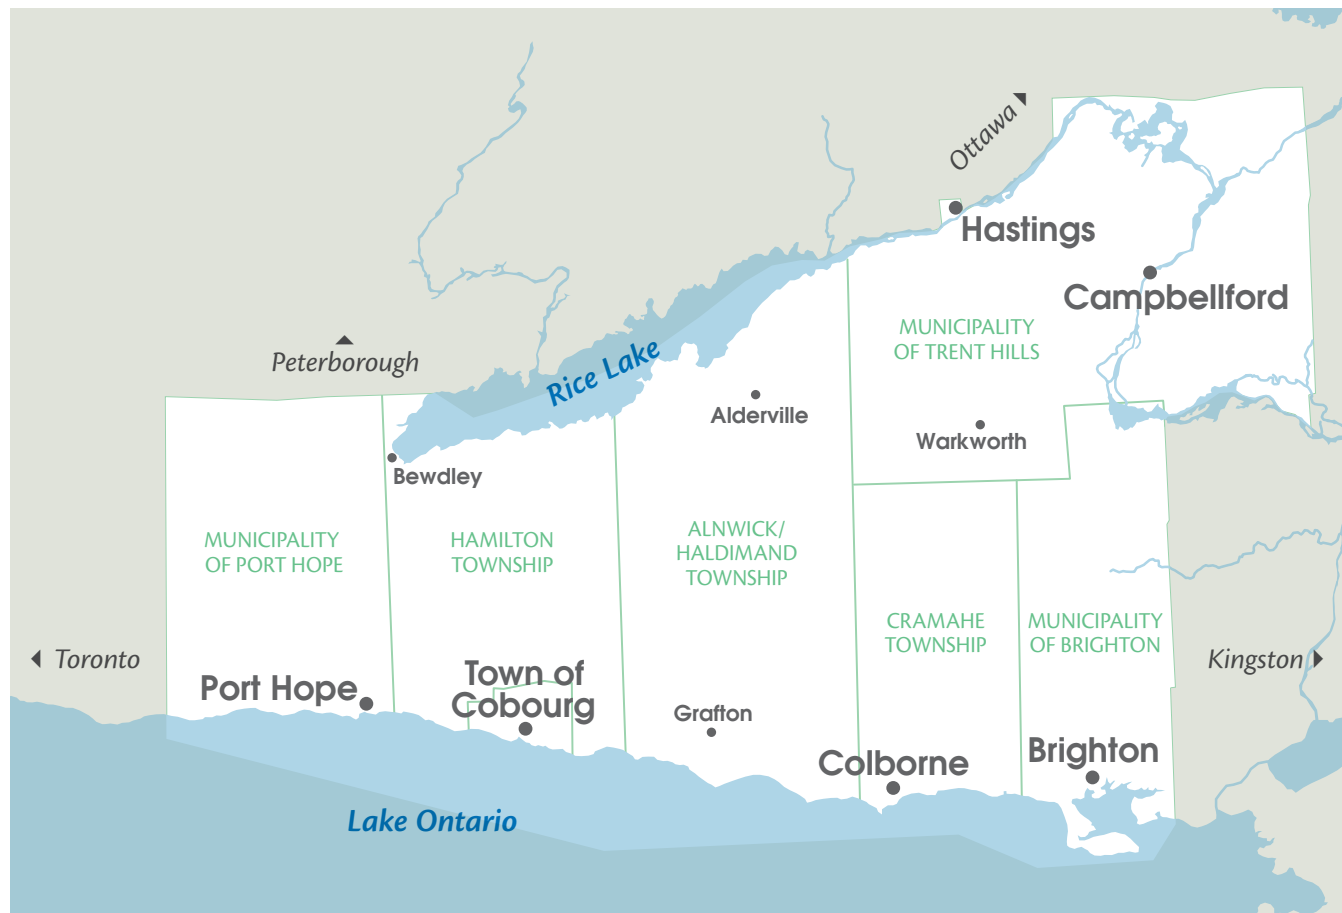 Ottawa
Hastings
Campbellford
MUNICIPALITY
OF TRENT HILLS
Peterborough
Rice Lake
Alderville
Warkworth
Bewdley
MUNICIPALITY
OF PORT HOPE
HAMILTON
TOWNSHIP
ALNWICK/
HALDIMAND
TOWNSHIP
CRAMAHE
TOWNSHIP
MUNICIPALITY
OF BRIGHTON
Toronto
Kingston
Port Hope
Town of
Cobourg
Grafton
Colborne
Brighton
Lake Ontario